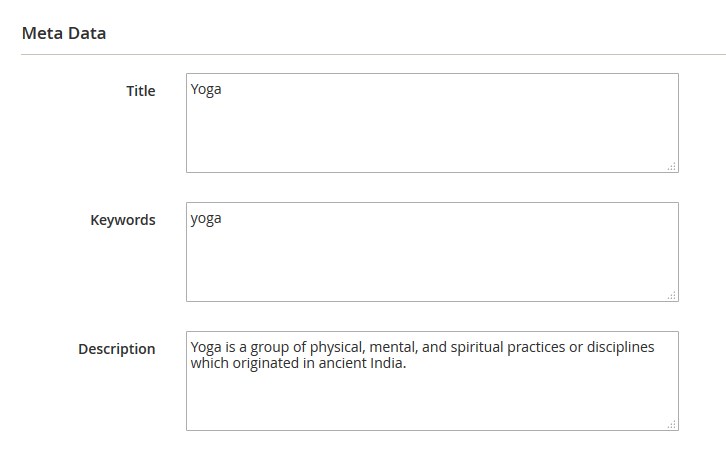 Meta Data
Title
Yoga
Keywords
yoga
Description
Yoga is a group of physical, mental, and spiritual practices or disciplines
which originated in ancient India.